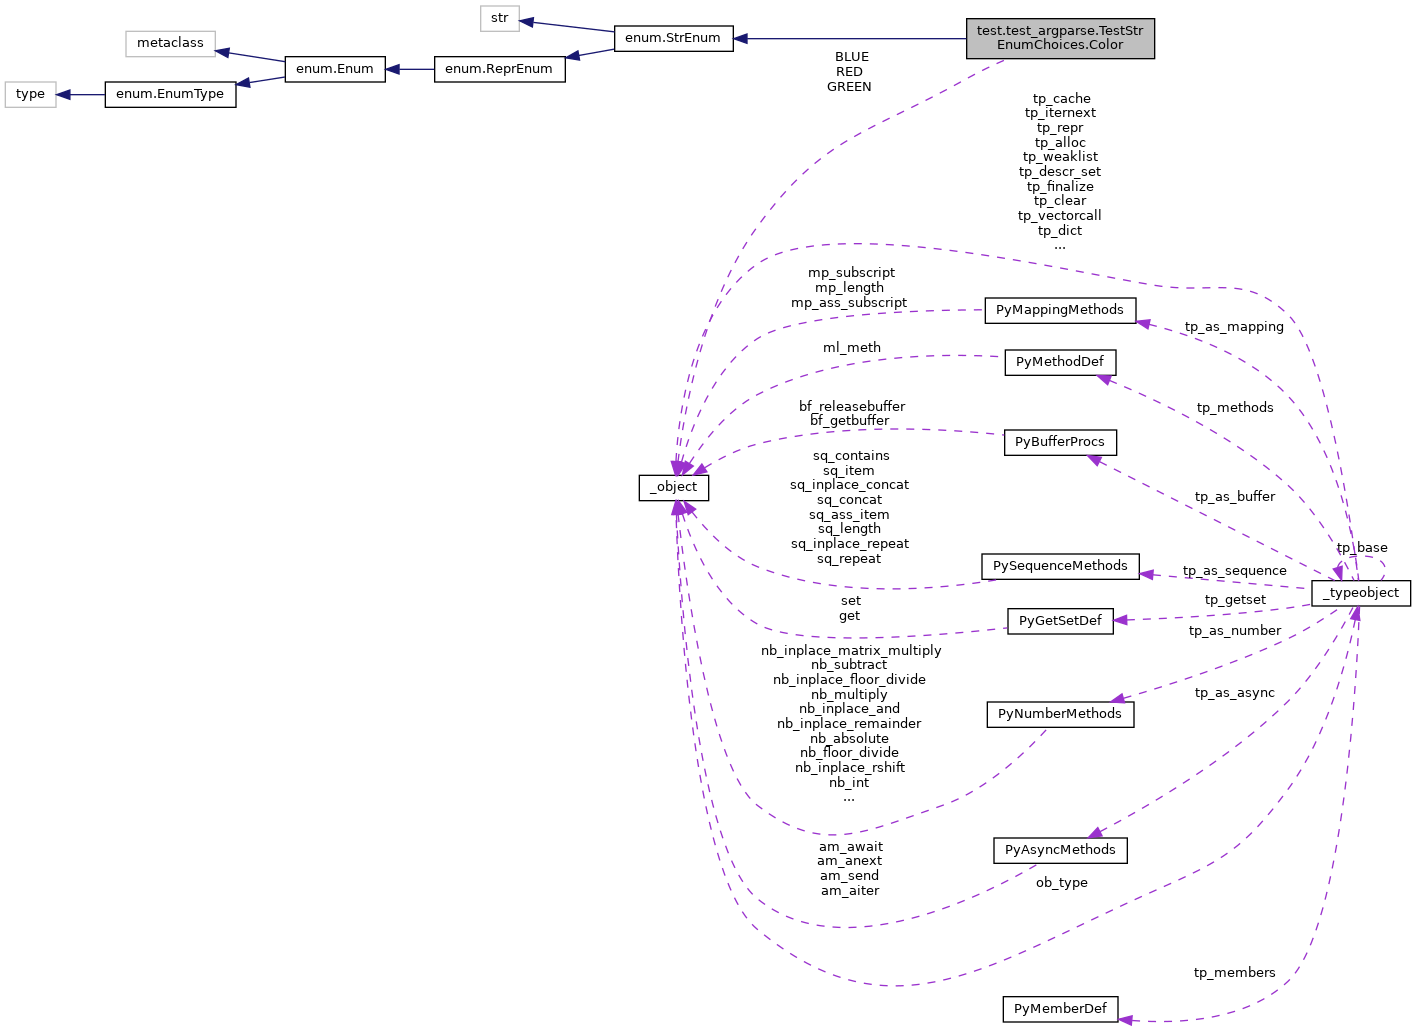 str
test.test_argparse.TestStr
EnumChoices.Color
enum.StrEnum
metaclass
enum.Enum
enum.ReprEnum
type
enum.EnumType
BLUE
RED
GREEN
tp_cache
tp_iternext
tp_repr
tp_alloc
tp_weaklist
tp_descr_set
tp_finalize
tp_clear
tp_vectorcall
tp_dict
...
mp_subscript
mp_length
mp_ass_subscript
PyMappingMethods
tp_as_mapping
ml_meth
PyMethodDef
tp_methods
bf_releasebuffer
bf_getbuffer
PyBufferProcs
sq_contains
sq_item
sq_inplace_concat
sq_concat
sq_ass_item
sq_length
sq_inplace_repeat
sq_repeat
_object
tp_as_buffer
tp_base
PySequenceMethods
tp_as_sequence
_typeobject
set
get
PyGetSetDef
tp_getset
tp_as_number
nb_inplace_matrix_multiply
nb_subtract
nb_inplace_floor_divide
nb_multiply
nb_inplace_and
nb_inplace_remainder
nb_absolute
nb_floor_divide
nb_inplace_rshift
nb_int
...
PyNumberMethods
tp_as_async
am_await
am_anext
am_send
am_aiter
PyAsyncMethods
ob_type
tp_members
PyMemberDef